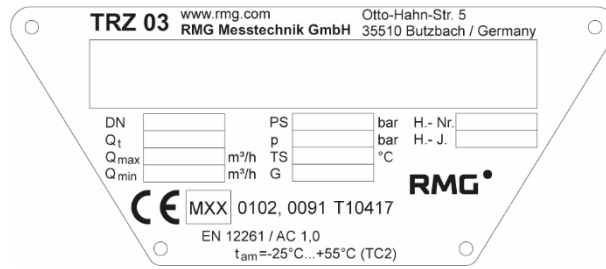 TRZ 03 www.rmg.com Otto-Hahn-Str. 5
RMG Messtechnik GmbH 35510 Butzbach / Germany
DN PS bar H.- Nr.
Qt p bar H.- J.
Qmax m³/h TS °C
Qmin m³/h G
RMG
CE MXX 0102, 0091 T10417
EN 12261 / AC 1,0
tam=-25°C...+55°C (TC2)